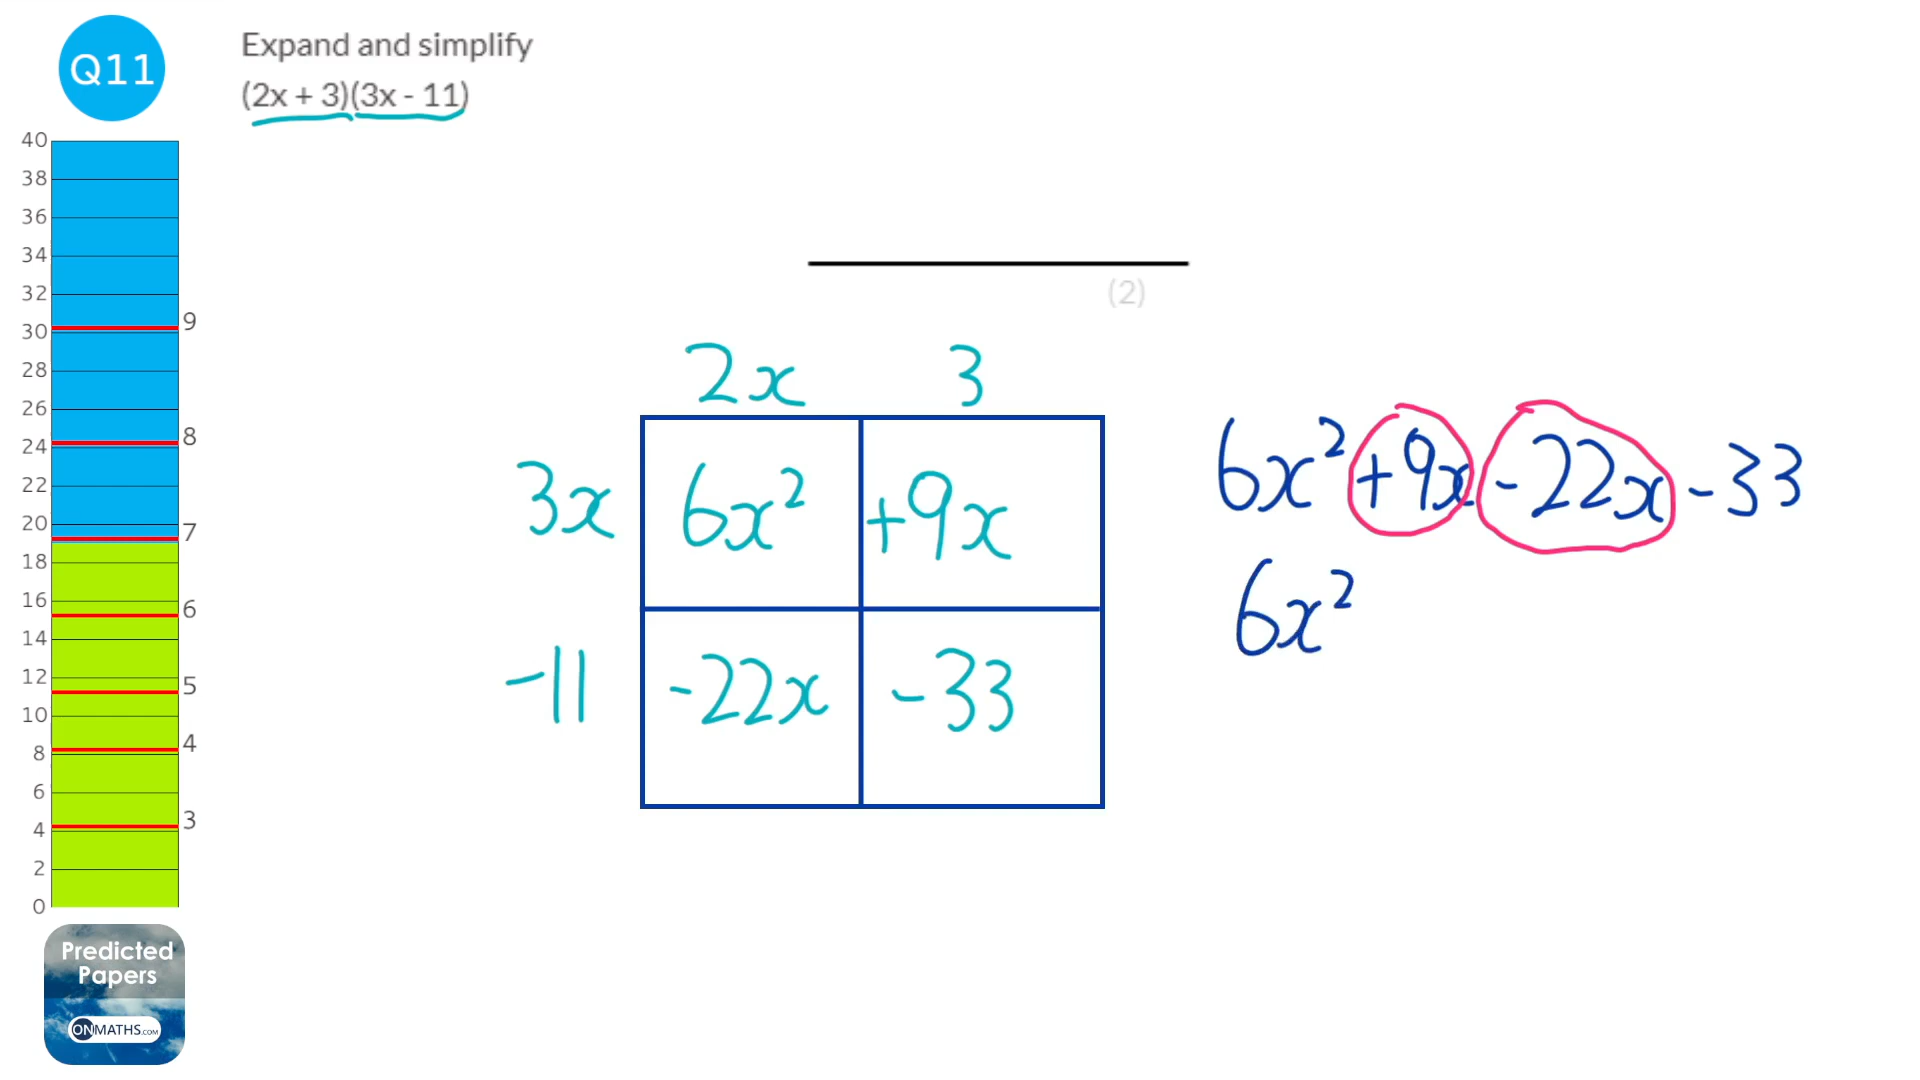 Q11
Expand and simplify
(2x + 3)(3x - 11)
(2)
40
38
36
34
32
30
28
26
24
22
20
18
16
14
12
10
8
6
4
2
0
9
8
7
6
5
4
3
2x 3
3x 6x² +9x
-11 -22x -33
6x² +9x -22x -33
6x²
Predicted
Papers
ONMATHS.COM